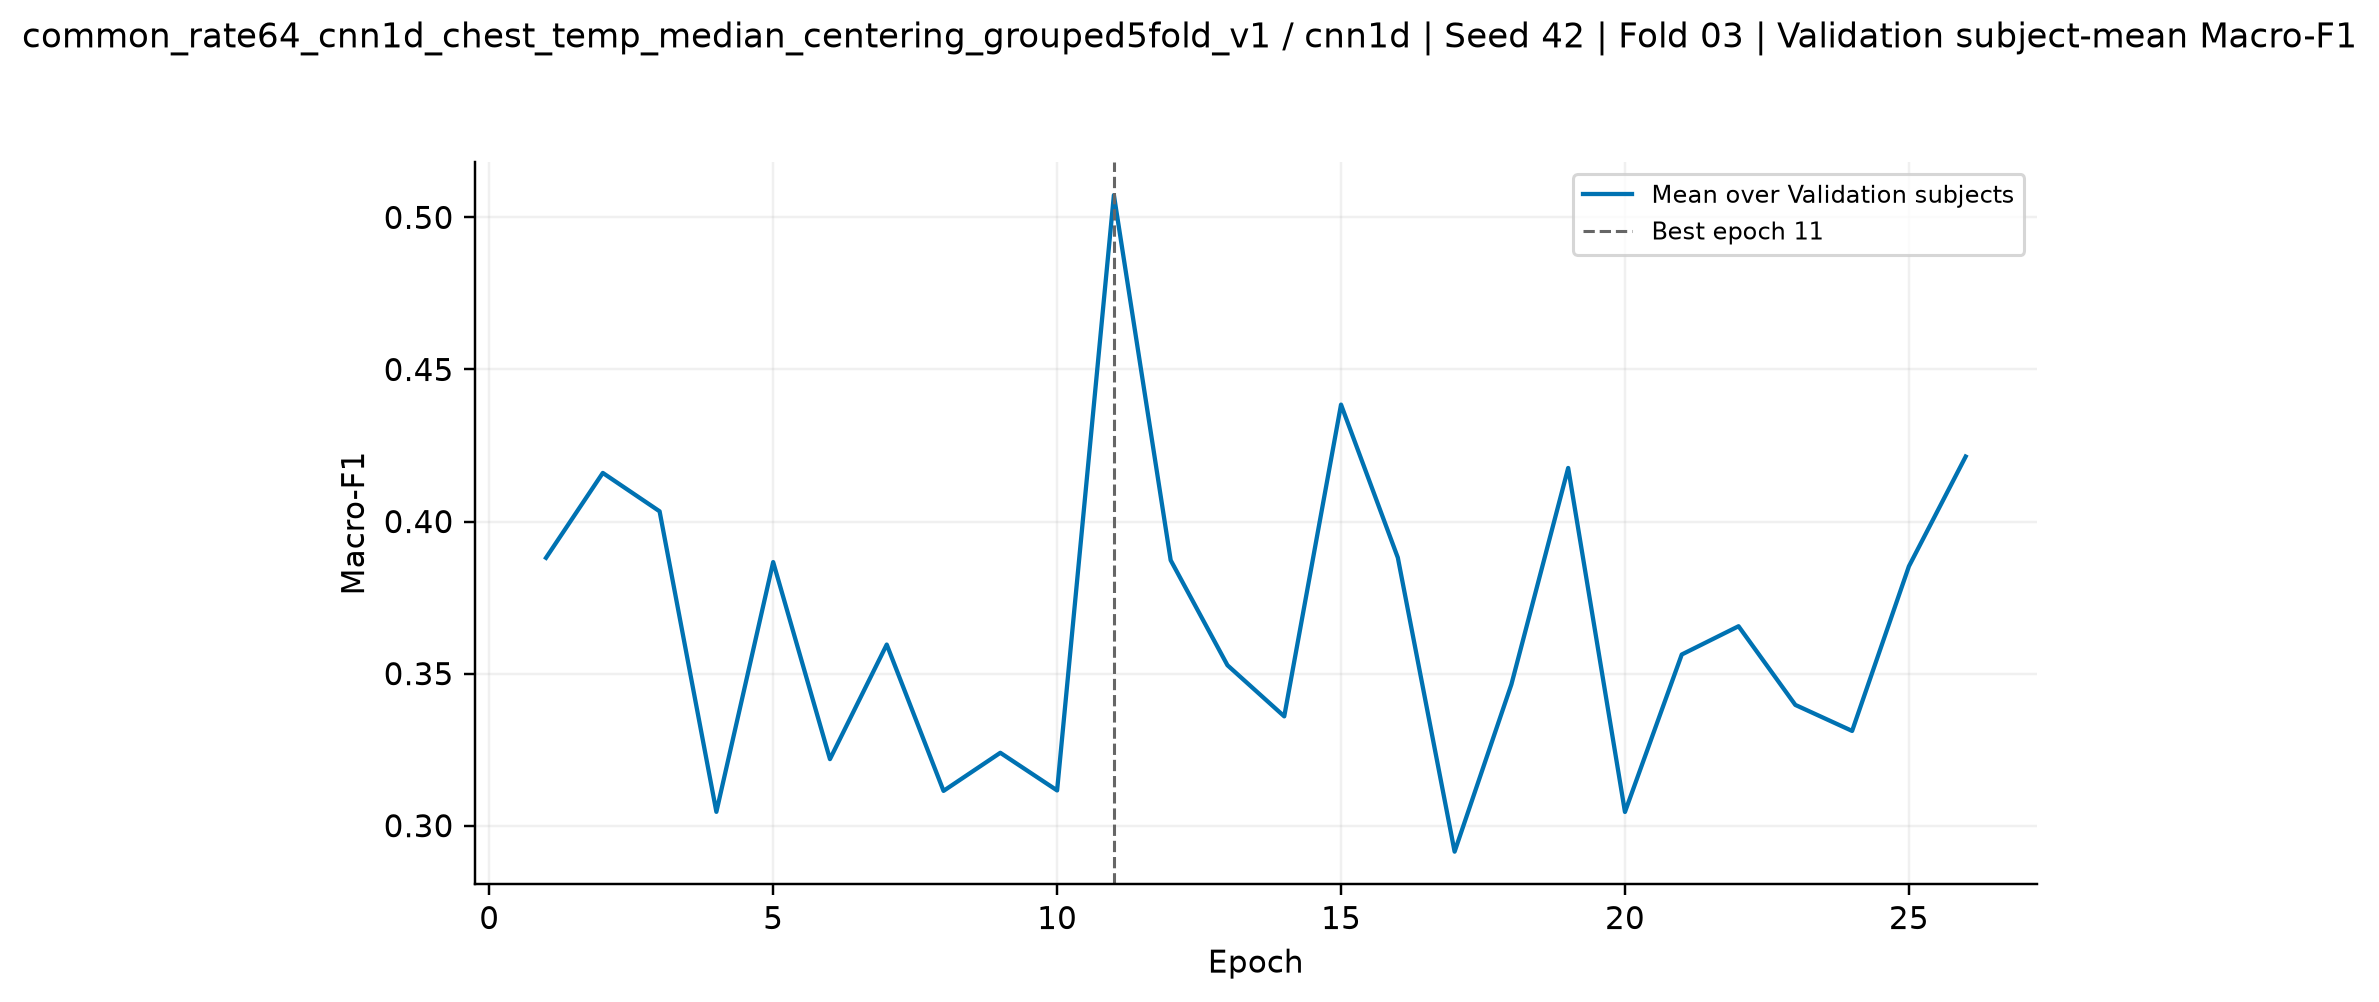 common_rate64_cnn1d_chest_temp_median_centering_grouped5fold_v1 / cnn1d | Seed 42 | Fold 03 | Validation subject-mean Macro-F1
Mean over Validation subjects
Best epoch 11
0.50
0.45
0.40
0.35
0.30
Macro-F1
0
5
10
15
20
25
Epoch